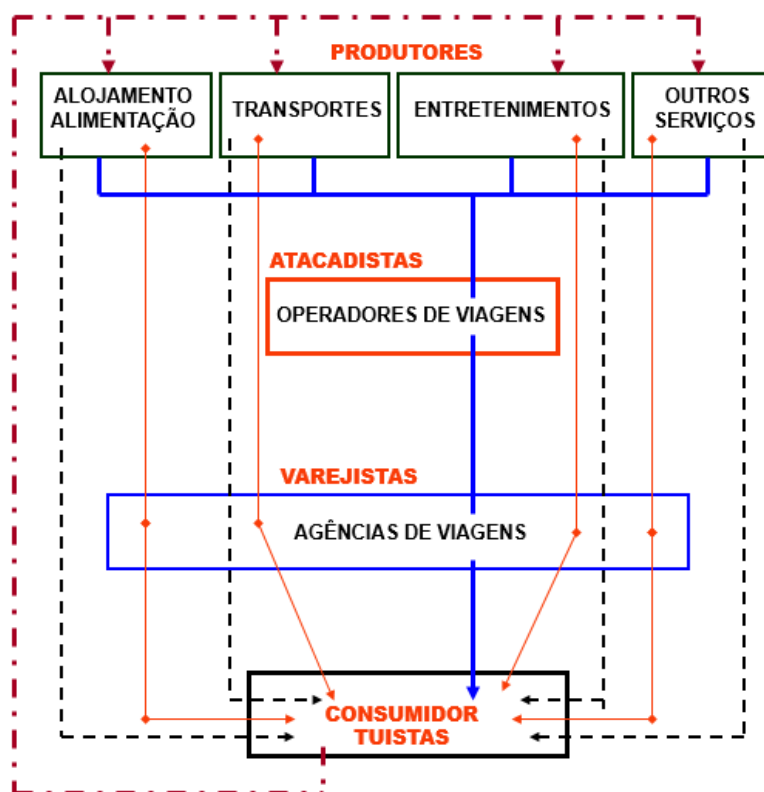 PRODUTORES
ALOJAMENTO
ALIMENTAÇÃO
TRANSPORTES
ENTRETENIMENTOS
OUTROS
SERVIÇOS
ATACADISTAS
OPERADORES DE VIAGENS
VAREJISTAS
AGÊNCIAS DE VIAGENS
CONSUMIDOR
TUISTAS